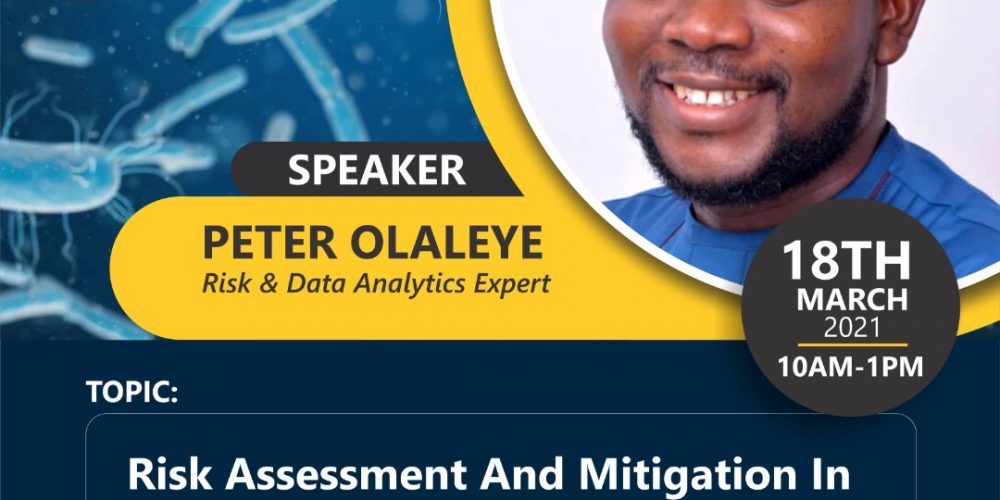 SPEAKER
PETER OLALEYE
Risk & Data Analytics Expert
18TH
MARCH
2021
10AM-1PM
TOPIC:
Risk Assessment And Mitigation In